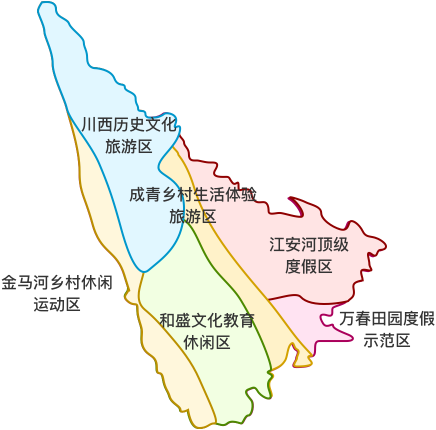 川西历史文化
旅游区
成青乡村生活体验
旅游区
江安河顶级
度假区
金马河乡村休闲
运动区
和盛文化教育
休闲区
万春田园度假
示范区